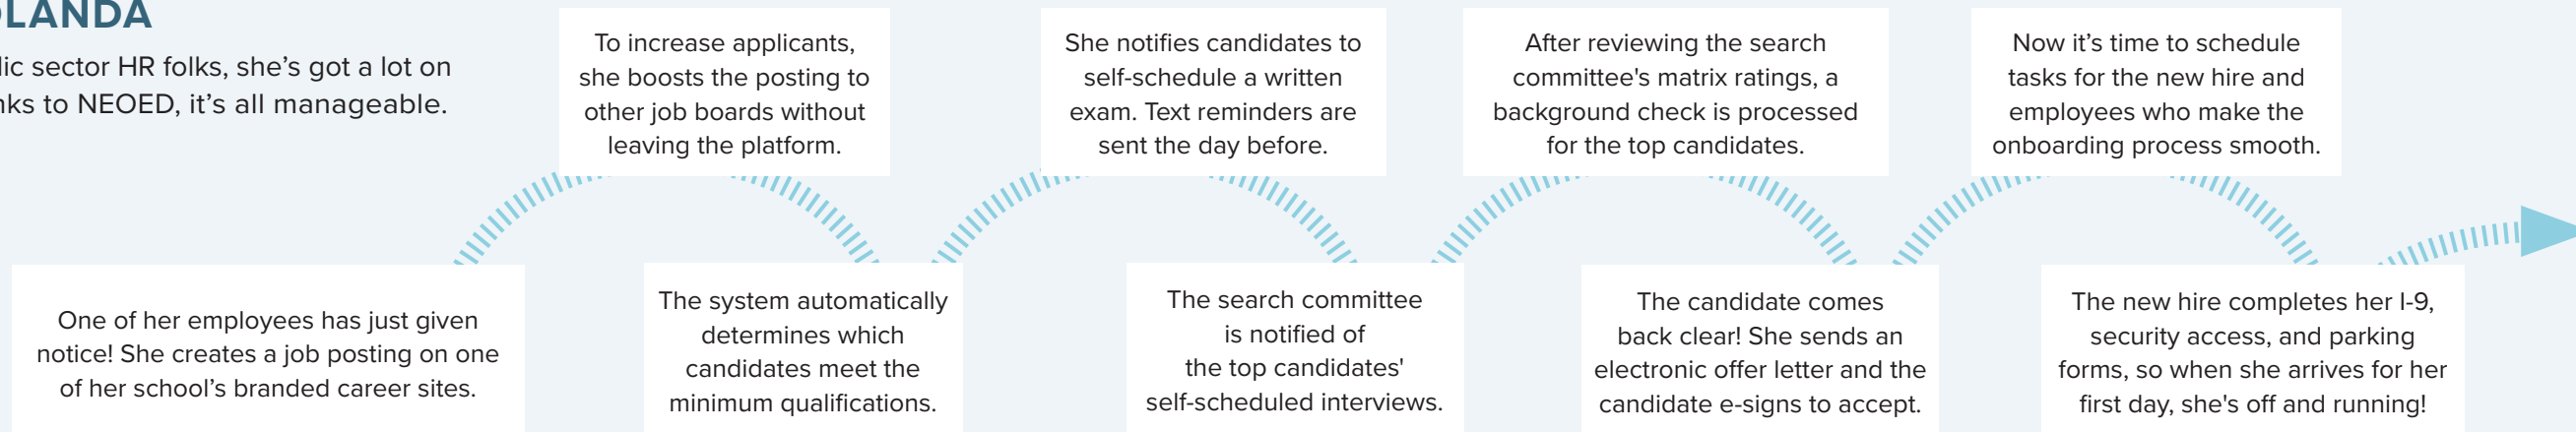 OLANDA
lic sector HR folks, she's got a lot on
nks to NEOED, it's all manageable.
One of her employees has just given
notice! She creates a job posting on one
of her school's branded career sites.
To increase applicants,
she boosts the posting to
other job boards without
leaving the platform.
The system automatically
determines which
candidates meet the
minimum qualifications.
She notifies candidates to
self-schedule a written
exam. Text reminders are
sent the day before.
The search committee
is notified of
the top candidates'
self-scheduled interviews.
After reviewing the search
committee's matrix ratings, a
background check is processed
for the top candidates.
The candidate comes
back clear! She sends an
electronic offer letter and the
candidate e-signs to accept.
Now it's time to schedule
tasks for the new hire and
employees who make the
onboarding process smooth.
The new hire completes her I-9,
security access, and parking
forms, so when she arrives for her
first day, she's off and running!